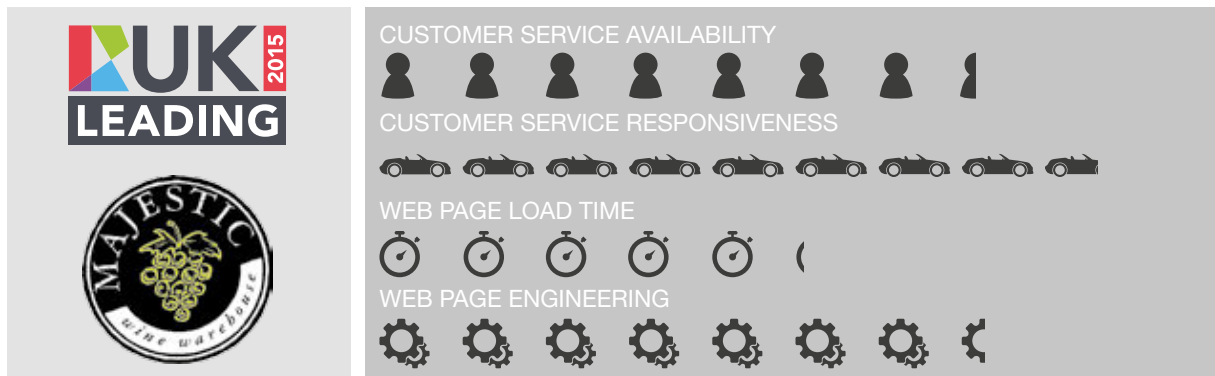 UK
2015
LEADING
MAJESTIC
wine warehouse
CUSTOMER SERVICE AVAILABILITY
CUSTOMER SERVICE RESPONSIVENESS
WEB PAGE LOAD TIME
WEB PAGE ENGINEERING